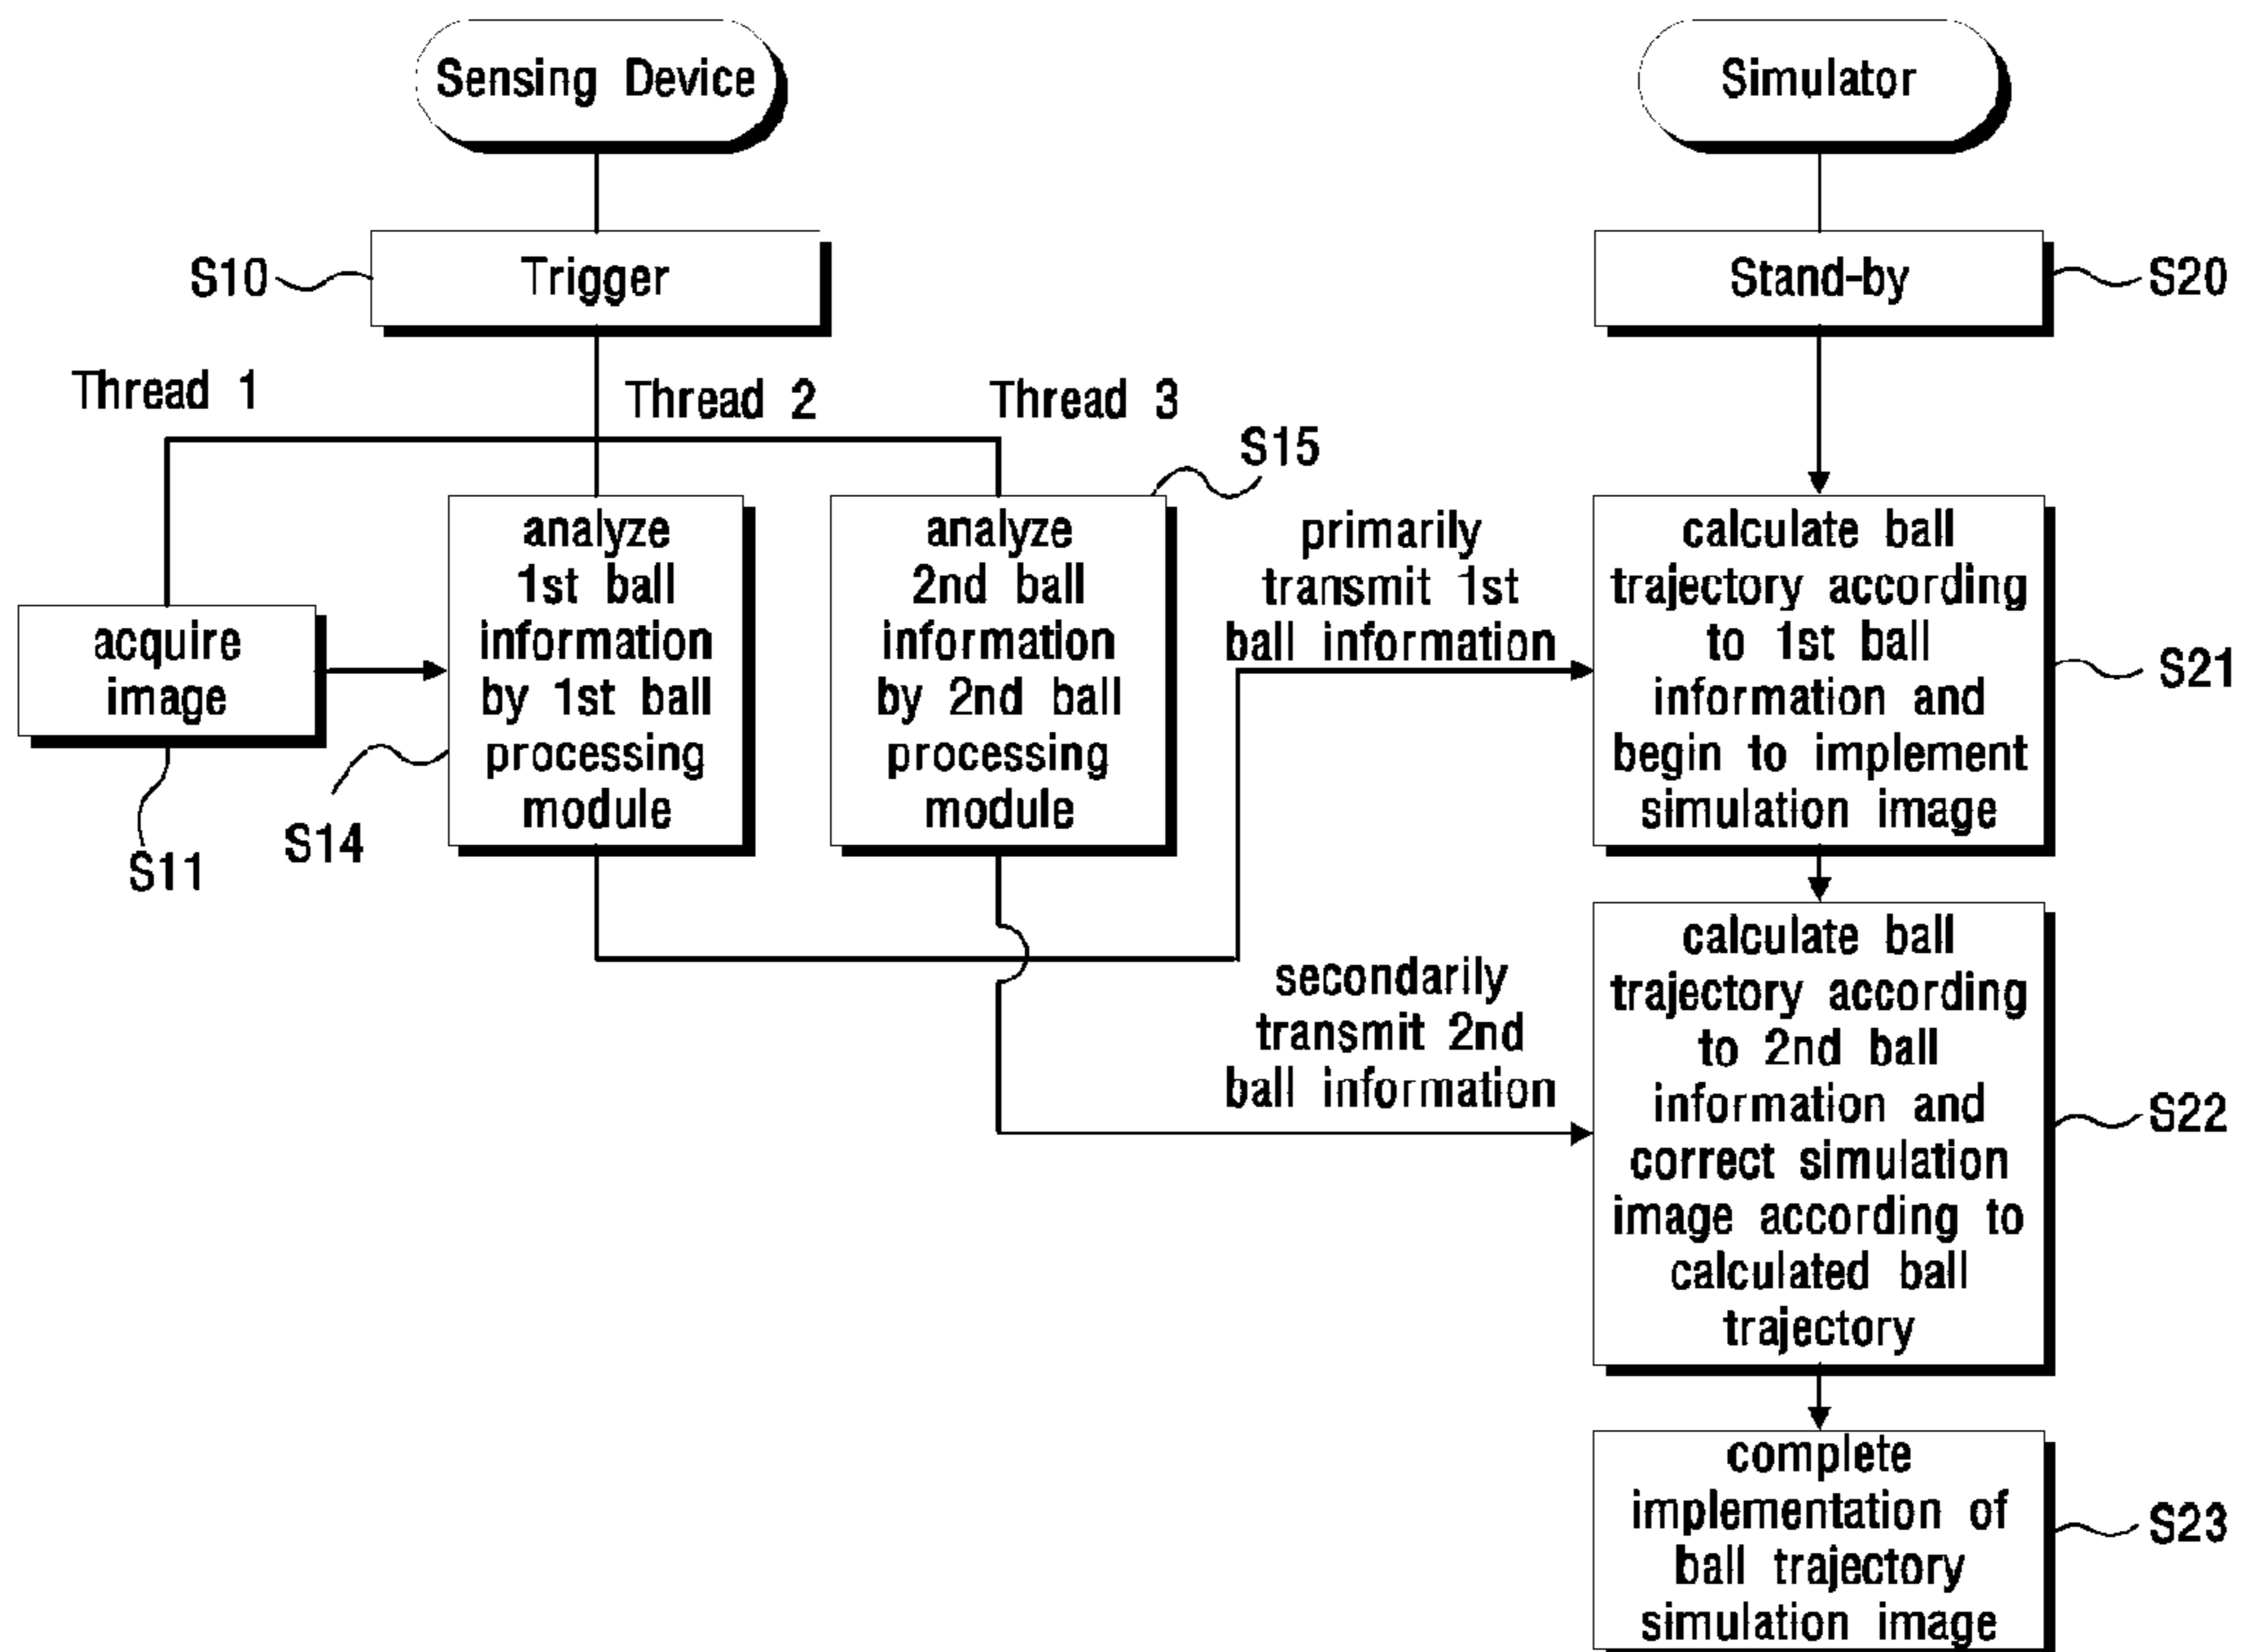 Sensing Device
Simulator
S10
Trigger
Stand-by
S20
Thread 1
Thread 2
Thread 3
S15
acquire
image
S11
analyze
1st ball
information
by 1st ball
processing
module
S14
analyze
2nd ball
information
by 2nd ball
processing
module
primarily
transmit 1st
ball information
calculate ball
trajectory according
to 1st ball
information and
begin to implement
simulation image
S21
secondarily
transmit 2nd
ball information
calculate ball
trajectory according
to 2nd ball
information and
correct simulation
image according to
calculated ball
trajectory
S22
complete
implementation of
ball trajectory
simulation image
S23